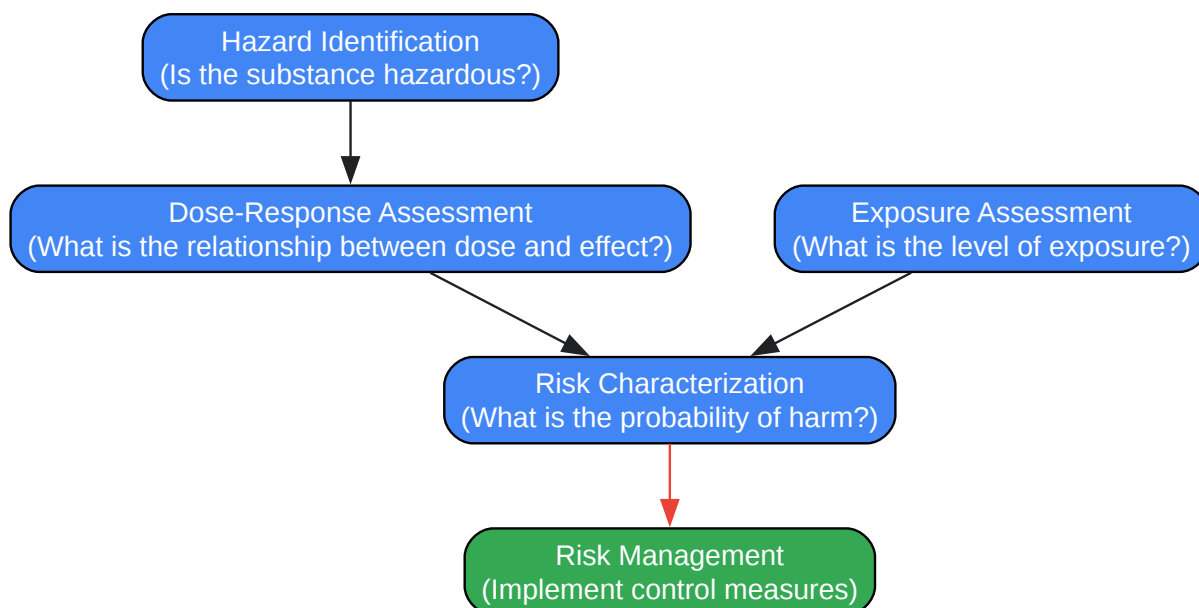 Hazard Identification
(Is the substance hazardous?)
Dose-Response Assessment
(What is the relationship between dose and effect?)
Exposure Assessment
(What is the level of exposure?)
Risk Characterization
(What is the probability of harm?)
Risk Management
(Implement control measures)